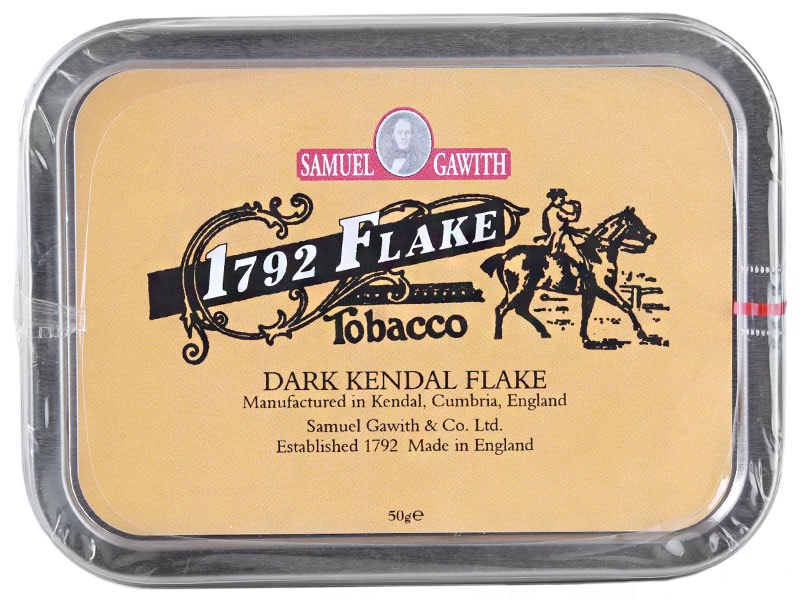 SAMUEL GAWITH
1792 FLAKE
Tobacco
DARK KENDAL FLAKE
Manufactured in Kendal, Cumbria, England
Samuel Gawith & Co. Ltd.
Established 1792 Made in England
50g℮